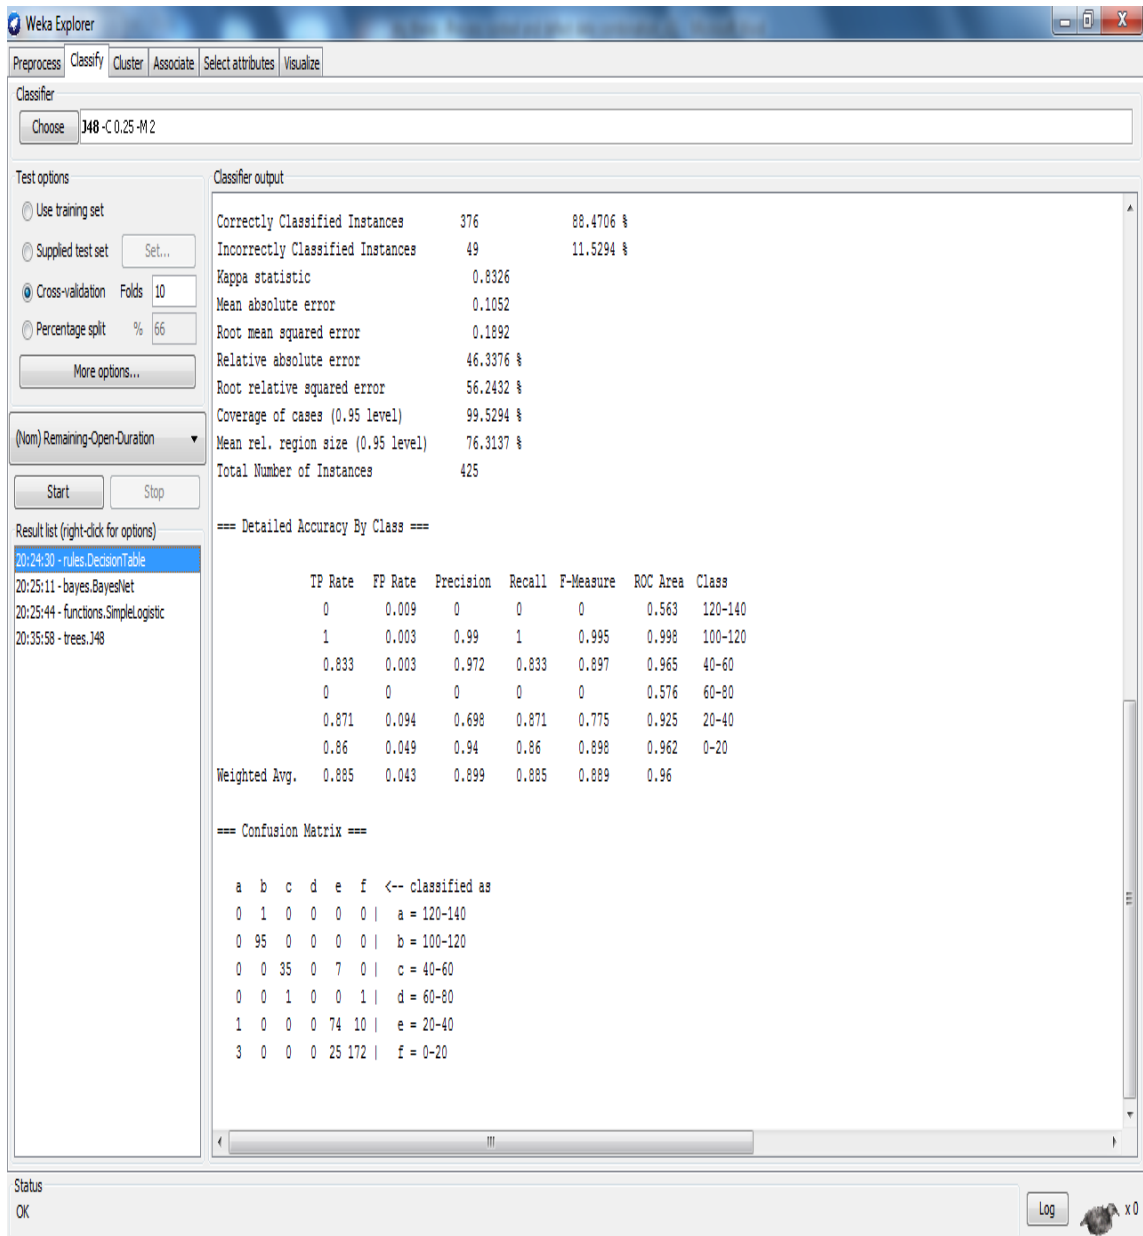 Weka Explorer
Preprocess Classify Cluster Associate Select attributes Visualize
Classifier
Choose J48 -C 0.25 -M 2
Test options
Use training set
Supplied test set Set...
Cross-validation Folds 10
Percentage split % 66
More options...
(Nom) Remaining-Open-Duration
Start Stop
Result list (right-click for options)
20:24:30 - rules.DecisionTable
20:25:11 - bayes.BayesNet
20:25:44 - functions.SimpleLogistic
20:35:58 - trees.J48
Classifier output
Correctly Classified Instances 376 88.4706 %
Incorrectly Classified Instances 49 11.5294 %
Kappa statistic 0.8326
Mean absolute error 0.1052
Root mean squared error 0.1892
Relative absolute error 46.3376 %
Root relative squared error 56.2432 %
Coverage of cases (0.95 level) 99.5294 %
Mean rel. region size (0.95 level) 76.3137 %
Total Number of Instances 425
=== Detailed Accuracy By Class ===
TP Rate FP Rate Precision Recall F-Measure ROC Area Class
0 0.009 0 0 0 0.563 120-140
1 0.003 0.99 1 0.995 0.998 100-120
0.833 0.003 0.972 0.833 0.897 0.965 40-60
0 0 0 0 0 0.576 60-80
0.871 0.094 0.698 0.871 0.775 0.925 20-40
0.86 0.049 0.94 0.86 0.898 0.962 0-20
Weighted Avg. 0.885 0.043 0.899 0.885 0.889 0.96
=== Confusion Matrix ===
a b c d e f <-- classified as
0 1 0 0 0 0 | a = 120-140
0 95 0 0 0 0 | b = 100-120
0 0 35 0 7 0 | c = 40-60
0 0 1 0 0 1 | d = 60-80
1 0 0 0 74 10 | e = 20-40
3 0 0 0 25 172 | f = 0-20
Status
OK
Log x 0